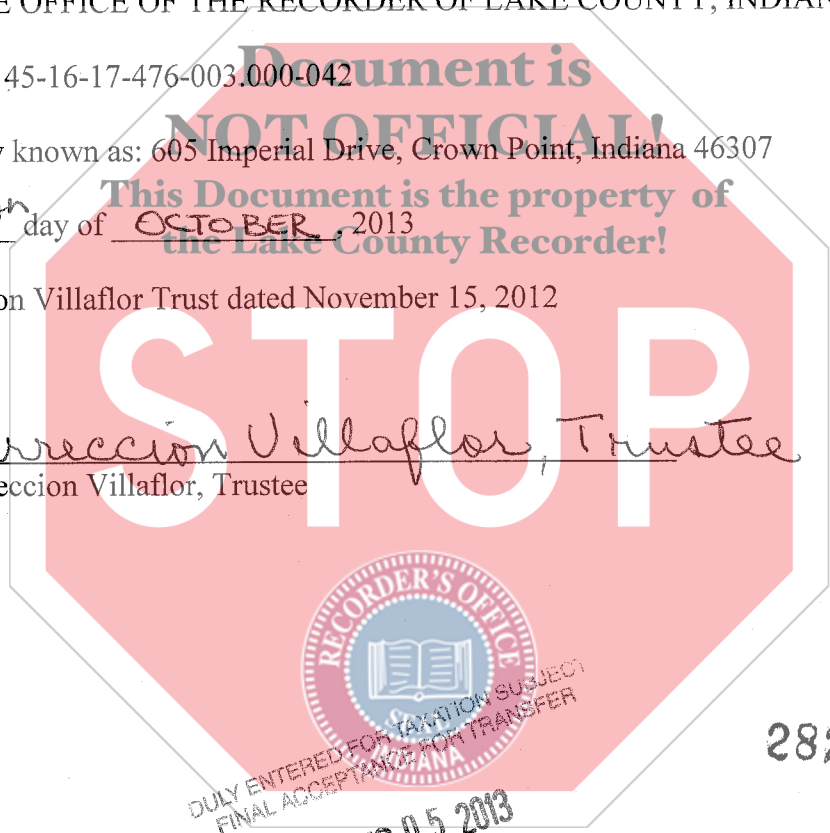 E OFFICE OF THE RECORDER OF LAKE COUNTY, INDIAN
Document is
45-16-17-476-003.000-042
NOT OFFICIAL!
known as: 605 Imperial Drive, Crown Point, Indiana 46307
This Document is the property of
day of OCTOBER, 2013
the Lake County Recorder!
on Villaflor Trust dated November 15, 2012
STOP
rreccion Villaflor, Trustee
eccion Villaflor, Trustee
RECORDER'S OFFICE
SEAL
INDIANA
DULY ENTERED FOR TAXATION SUBJECT
FINAL ACCEPTANCE FOR TRANSFER
282
05 2013